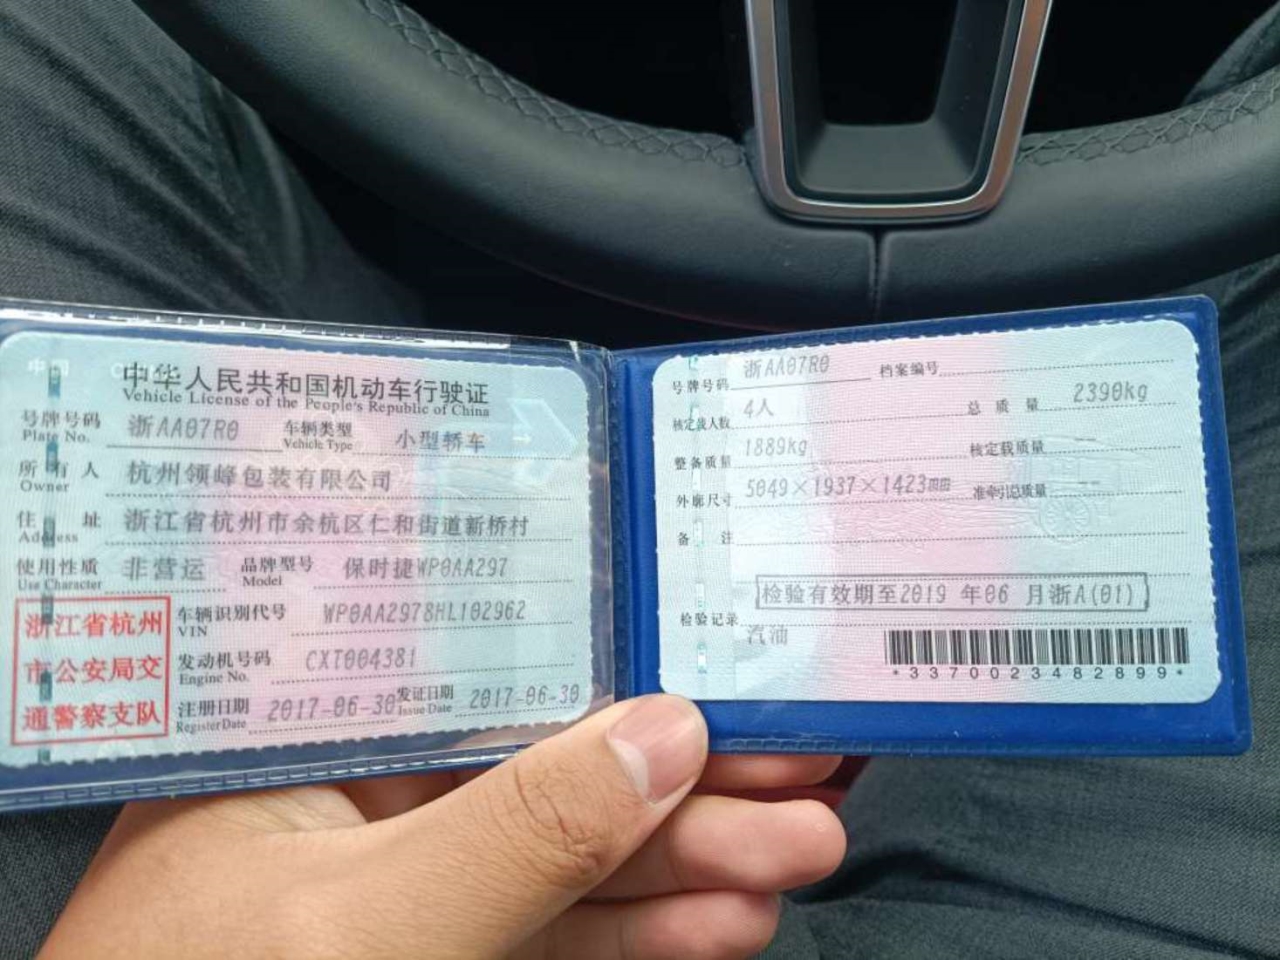 中华人民共和国机动车行驶证
Vehicle License of the People's Republic of China
号牌号码 浙AA07R0 车辆类型 小型轿车
Plate No. Vehicle Type
所有人 杭州领峰包装有限公司
Owner
住址 浙江省杭州市余杭区仁和街道新桥村
Address
使用性质 非营运 品牌型号 保时捷WP0AA297
Use Character Model
浙江省杭州
市公安局交
通警察支队
车辆识别代号 WP0AA2978HL102962
VIN
发动机号码 CXT004381
Engine No.
注册日期 2017-06-30 发证日期 2017-06-30
Register Date Issue Date
号牌号码 浙AA07R0 档案编号
核定载人数 4人 总质量 2390kg
整备质量 1889kg 核定载质量
外廓尺寸 5049×1937×1423mm 准牵引总质量
备注
检验有效期至2019 年06 月浙A(01)
检验记录
汽油
*3370023482899*